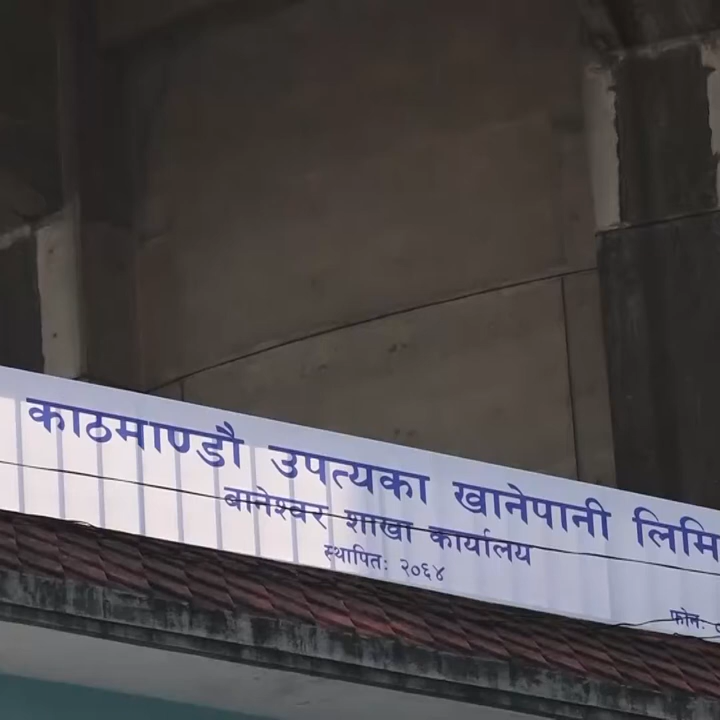 काठमाण्डौ उपत्यका खानेपानी लिमि
बानेश्वर शाखा कार्यालय
स्थापितः २०६४
फोनः